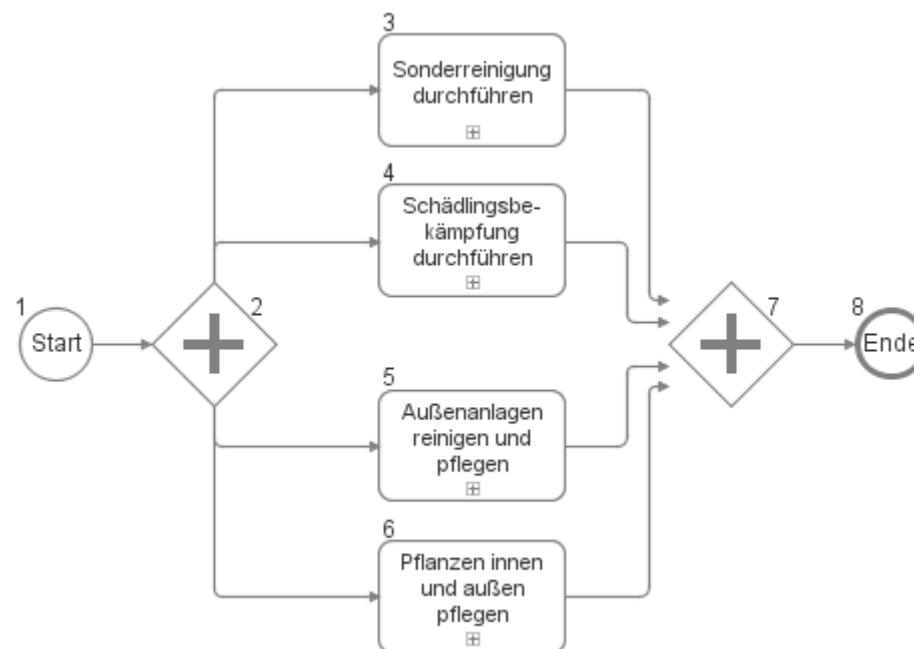 3
Sonderreinigung
durchführen
4
Schädlingsbe-
kämpfung
durchführen
1
Start
2
7
8
Ende
5
Außenanlagen
reinigen und
pflegen
6
Pflanzen innen
und außen
pflegen